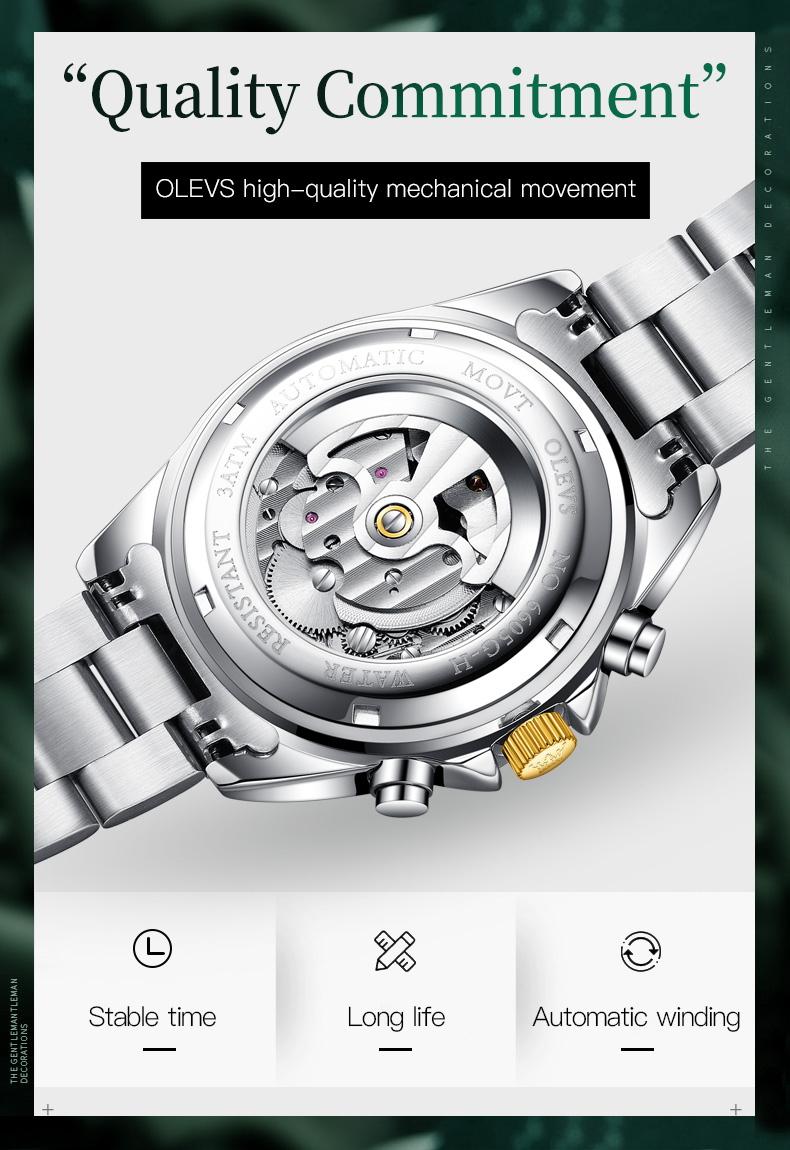 “Quality Commitment”
OLEVS high-quality mechanical movement
AUTOMATIC MOVT OLEVS NO 6605G-H WATER RESISTANT 3ATM
Stable time
Long life
Automatic winding
THE GENTLEMAN DECORATIONS
THE GENTLEMANTLEMAN
DECORATIONS